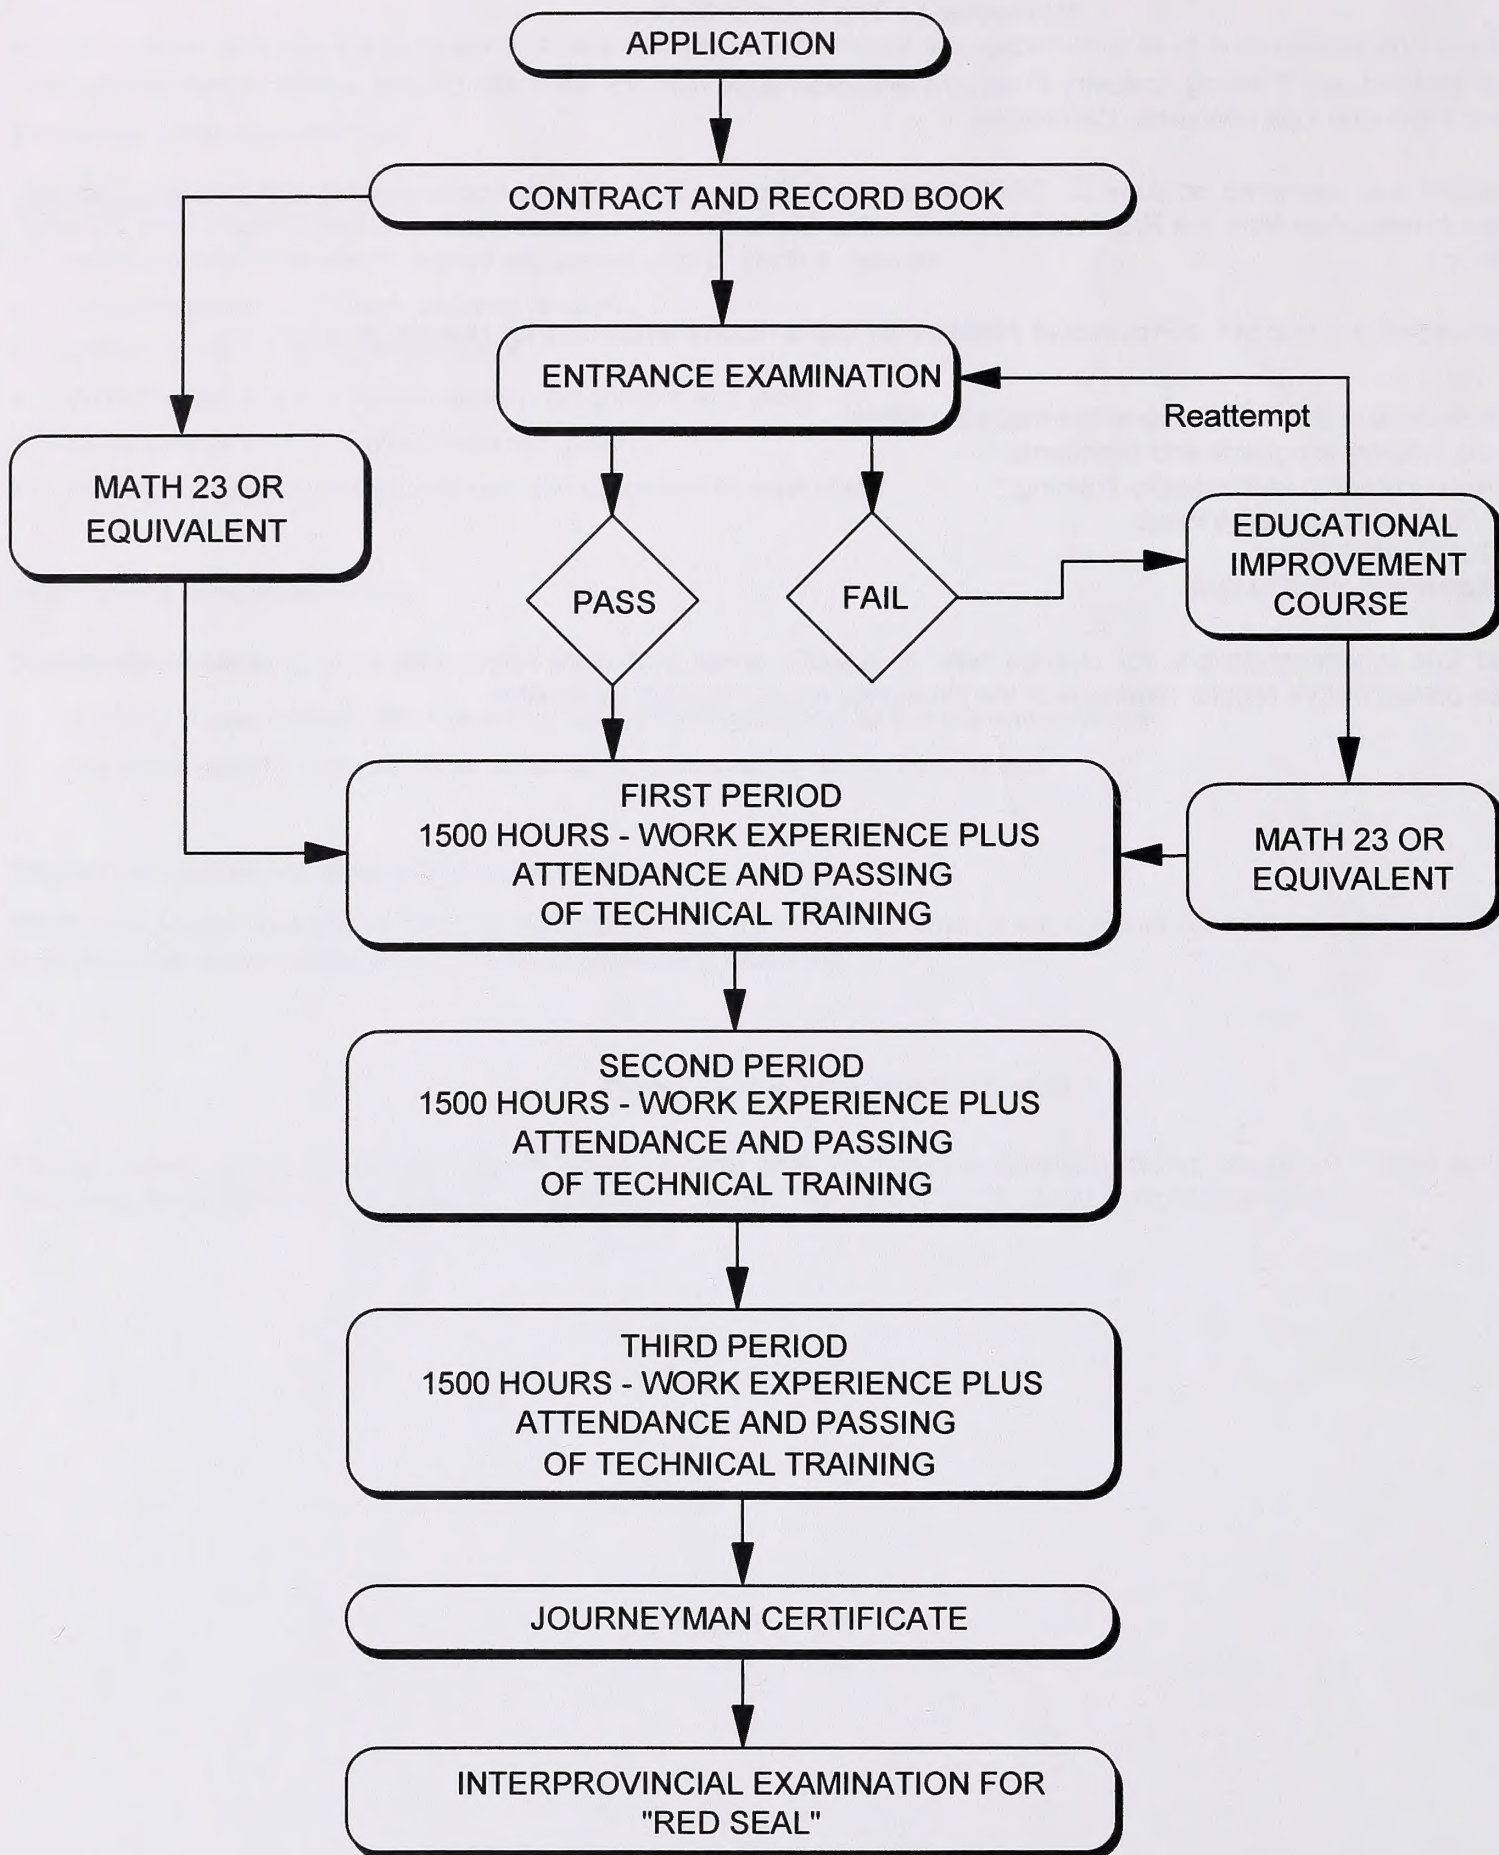 APPLICATION
CONTRACT AND RECORD BOOK
ENTRANCE EXAMINATION
Reattempt
MATH 23 OR
EQUIVALENT
PASS
FAIL
EDUCATIONAL
IMPROVEMENT
COURSE
FIRST PERIOD
1500 HOURS - WORK EXPERIENCE PLUS
ATTENDANCE AND PASSING
OF TECHNICAL TRAINING
MATH 23 OR
EQUIVALENT
SECOND PERIOD
1500 HOURS - WORK EXPERIENCE PLUS
ATTENDANCE AND PASSING
OF TECHNICAL TRAINING
THIRD PERIOD
1500 HOURS - WORK EXPERIENCE PLUS
ATTENDANCE AND PASSING
OF TECHNICAL TRAINING
JOURNEYMAN CERTIFICATE
INTERPROVINCIAL EXAMINATION FOR
"RED SEAL"